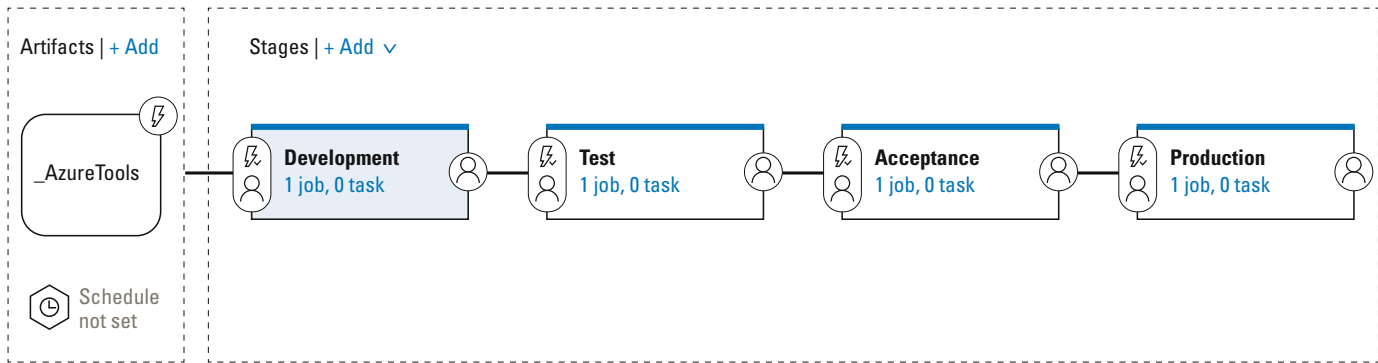 Artifacts | + Add
Stages | + Add
_AzureTools
Development
1 job, 0 task
Test
1 job, 0 task
Acceptance
1 job, 0 task
Production
1 job, 0 task
Schedule
not set